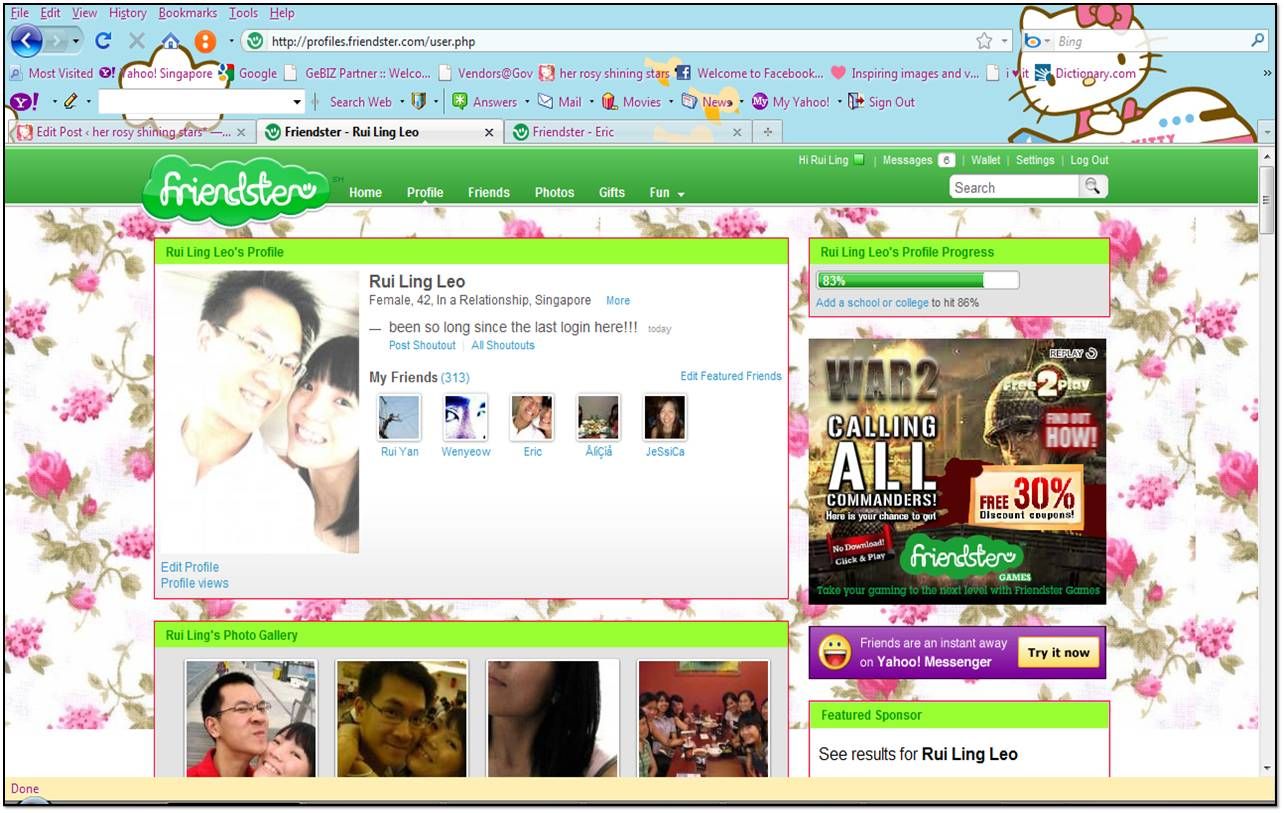 File Edit View History Bookmarks Tools Help
http://profiles.friendster.com/user.php
Bing
Most Visited Yahoo! Singapore Google GeBIZ Partner :: Welco... Vendors@Gov her rosy shining stars Welcome to Facebook... Inspiring images and v... i ♥ it Dictionary.com »
Y! Search Web Answers Mail Movies News My Yahoo! Sign Out
Edit Post ‹ her rosy shining stars* —... Friendster - Rui Ling Leo Friendster - Eric
Hi Rui Ling | Messages 6 | Wallet | Settings | Log Out
friendster Home Profile Friends Photos Gifts Fun
Search
Rui Ling Leo's Profile
Rui Ling Leo
Female, 42, In a Relationship, Singapore More
— been so long since the last login here!!! today
Post Shoutout | All Shoutouts
My Friends (313) Edit Featured Friends
Rui Yan Wenyeow Eric ÅlíÇîå JeSsiCa
Edit Profile
Profile views
Rui Ling Leo's Profile Progress
83%
Add a school or college to hit 86%
REPLAY
WAR2
Free2Play
CALLING
ALL
COMMANDERS!
Here is your chance to get
FIND OUT
HOW!
FREE 30%
Discount coupons!
No Download!
Click & Play
friendster
GAMES
Take your gaming to the next level with Friendster Games
Friends are an instant away
on Yahoo! Messenger
Try it now
Rui Ling's Photo Gallery
Featured Sponsor
See results for Rui Ling Leo
Done